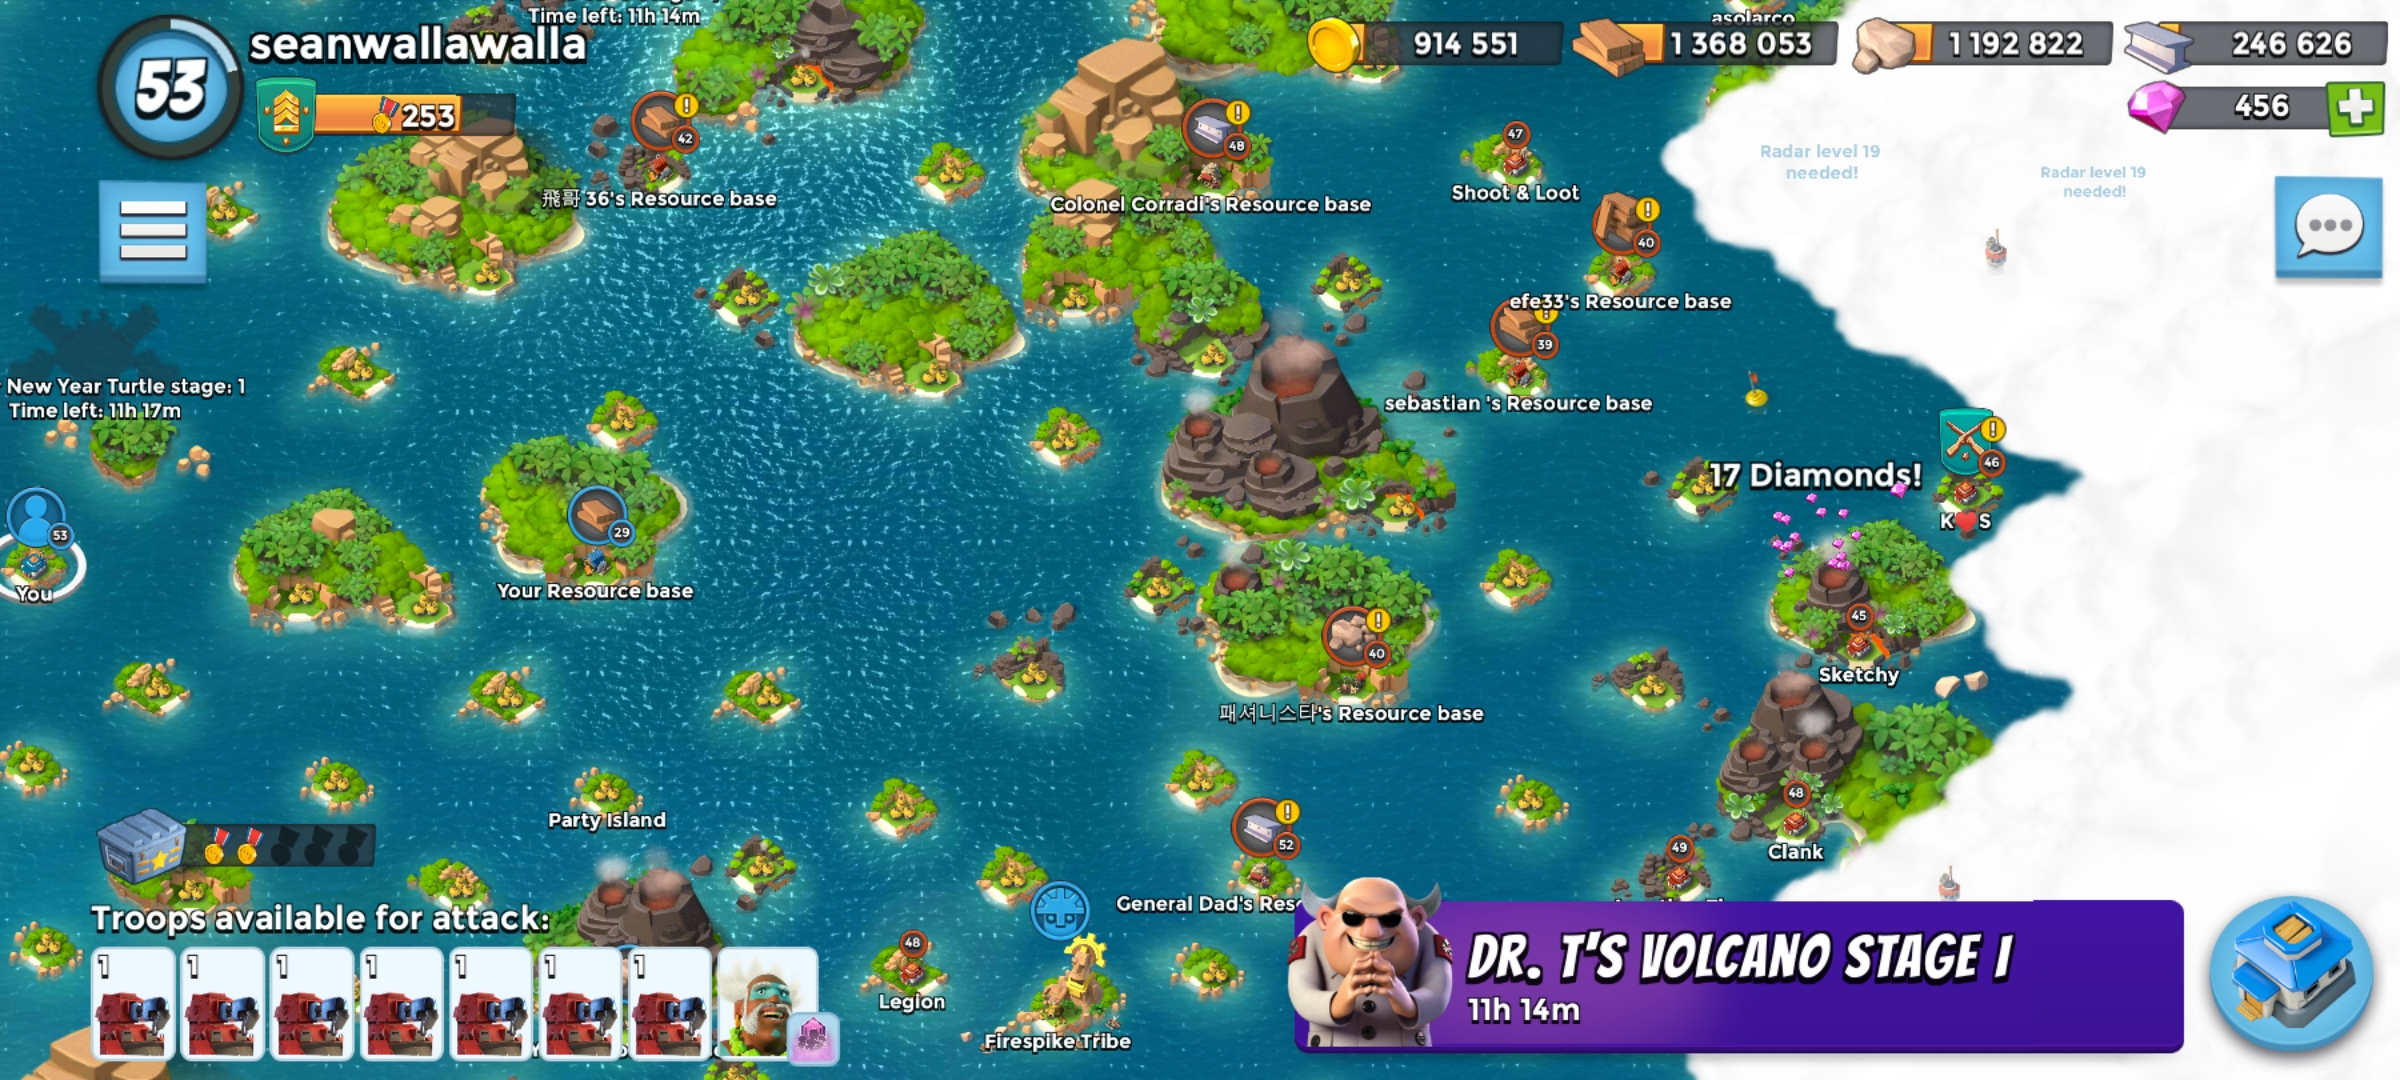 Time left: 11h 14m
asolarco
53
seanwallawalla
253
914 551
1 368 053
1 192 822
246 626
456
42
飛哥 36's Resource base
48
Colonel Corradi's Resource base
47
Shoot & Loot
40
efe33's Resource base
Radar level 19
needed!
Radar level 19
needed!
39
sebastian 's Resource base
New Year Turtle stage: 1
Time left: 11h 17m
46
K❤️S
17 Diamonds!
53
You
29
Your Resource base
45
Sketchy
40
패셔니스타's Resource base
Party Island
48
Clank
49
52
General Dad's
Troops available for attack:
1
1
1
1
1
1
1
48
Legion
Firespike Tribe
DR. T'S VOLCANO STAGE I
11h 14m